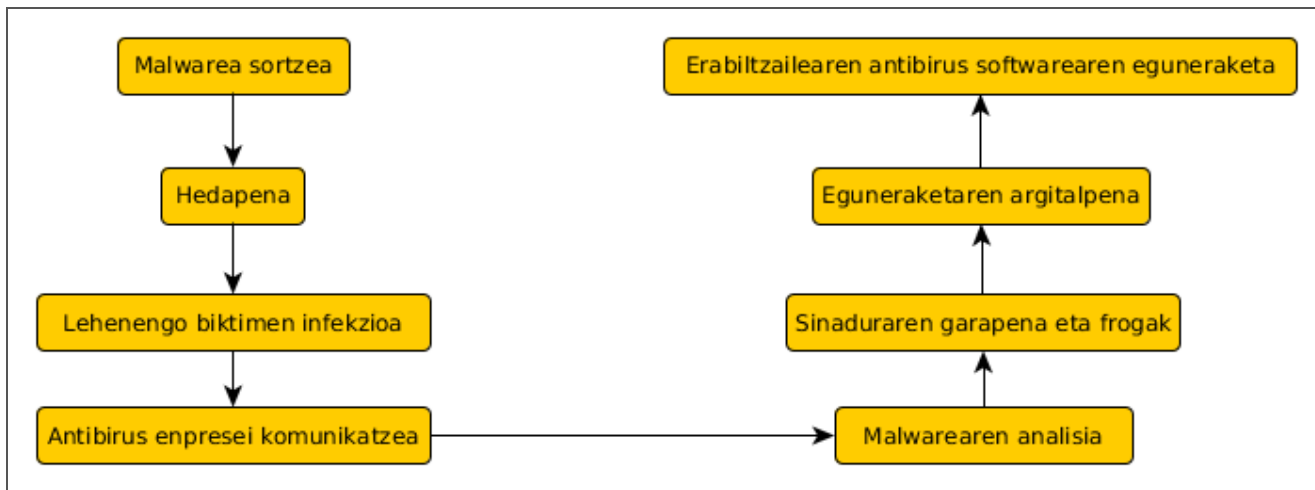 Malwarea sortzea
Hedapena
Lehenengo biktimen infekzioa
Antibirus enpresei komunikatzea
Malwarearen analisia
Sinaduraren garapena eta frogak
Eguneraketaren argitalpena
Erabiltzailearen antibirus softwarearen eguneraketa